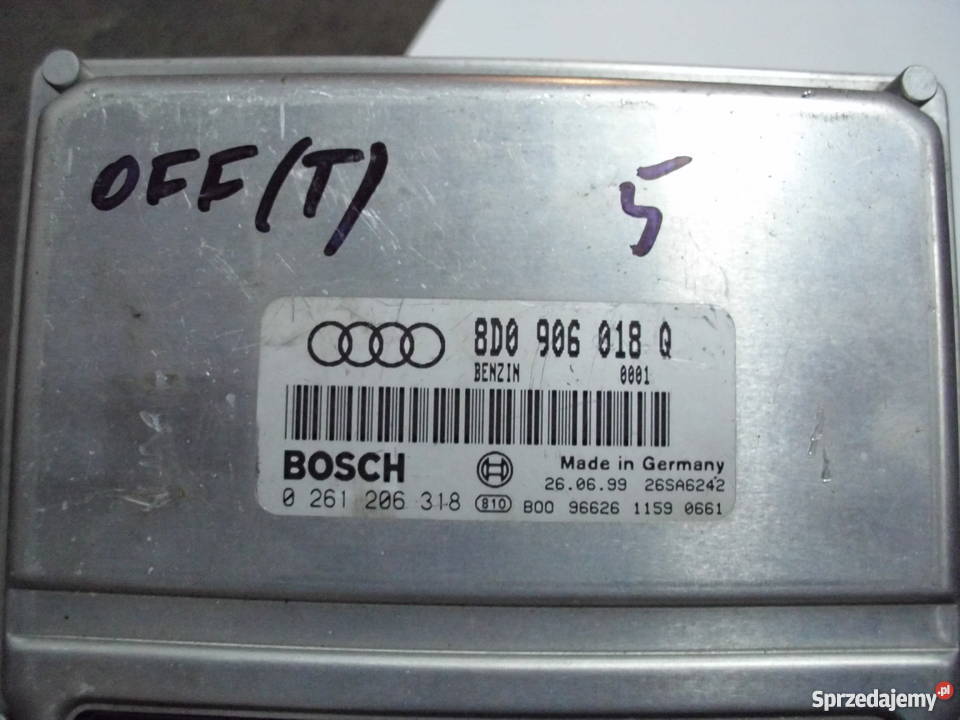 OFF (T) 5
8D0 906 018 Q
BENZIN 0001
BOSCH Made in Germany
26.06.99 26SA6242
0 261 206 318 810 B00 96626 1159 0661
Sprzedajemy.pl